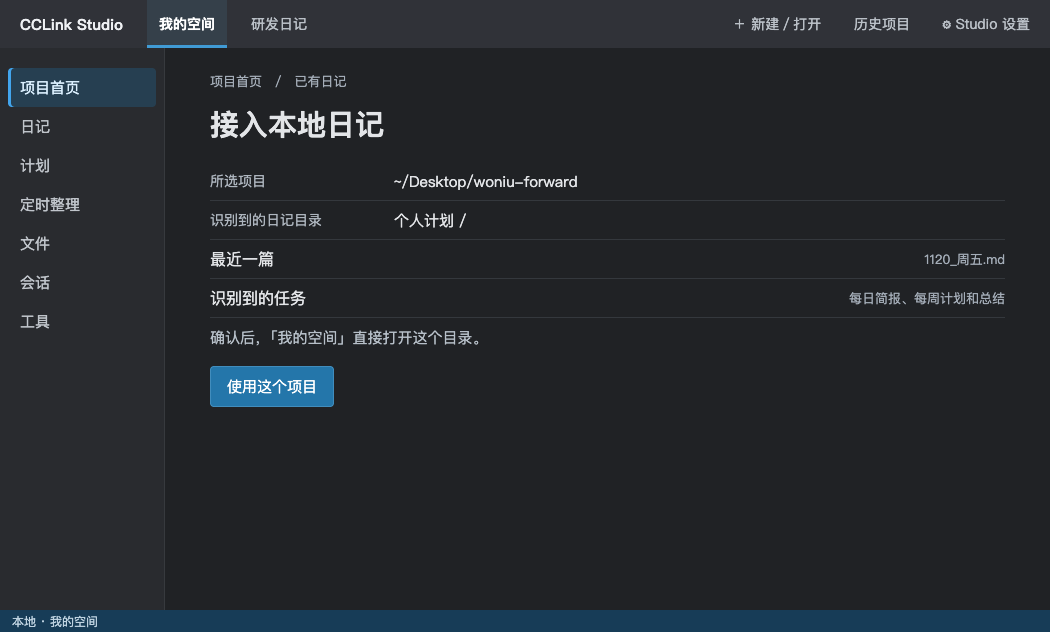 CCLink Studio 我的空间 研发日记 + 新建 / 打开 历史项目 ⚙ Studio 设置
项目首页
日记
计划
定时整理
文件
会话
工具
项目首页 / 已有日记
接入本地日记
所选项目 ~/Desktop/woniu-forward
识别到的日记目录 个人计划 /
最近一篇 1120_周五.md
识别到的任务 每日简报、每周计划和总结
确认后,「我的空间」直接打开这个目录。
使用这个项目
本地 · 我的空间